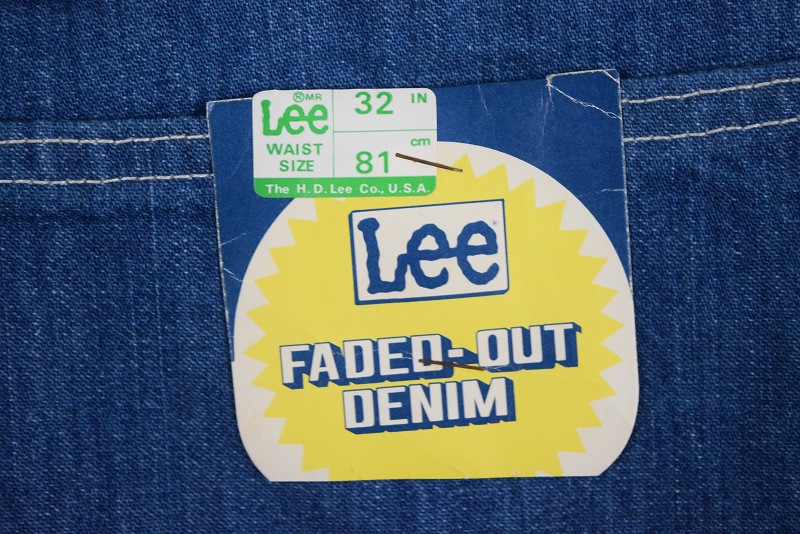 ® MR
Lee
WAIST
SIZE
32 IN
81 cm
The H. D. Lee Co., U.S.A.
Lee®
FADED-OUT
DENIM